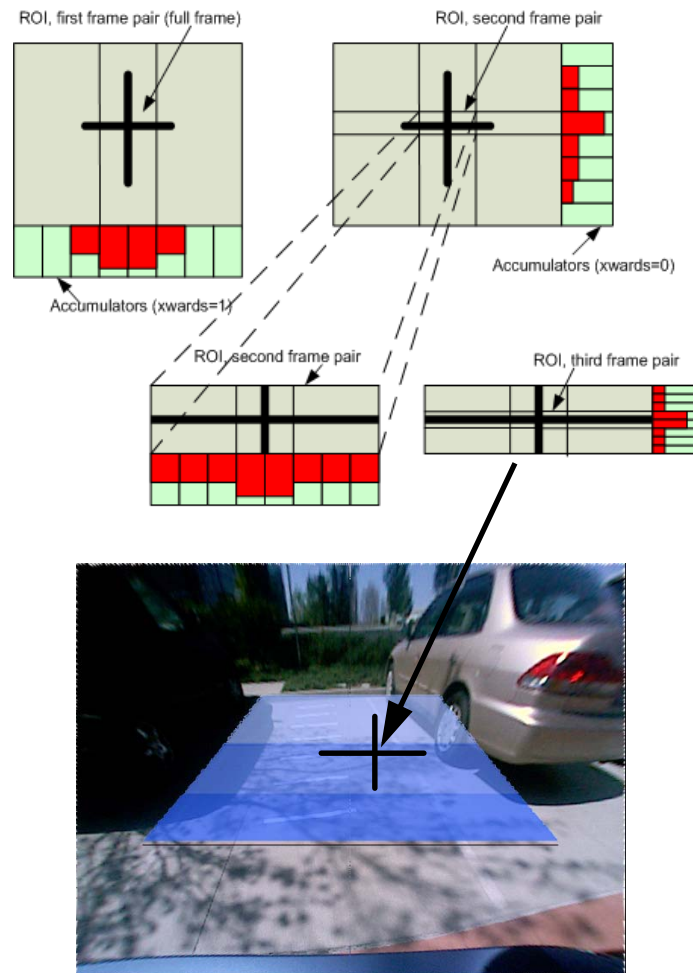 ROI, first frame pair (full frame)
ROI, second frame pair
Accumulators (xwards=1)
Accumulators (xwards=0)
ROI, second frame pair
ROI, third frame pair